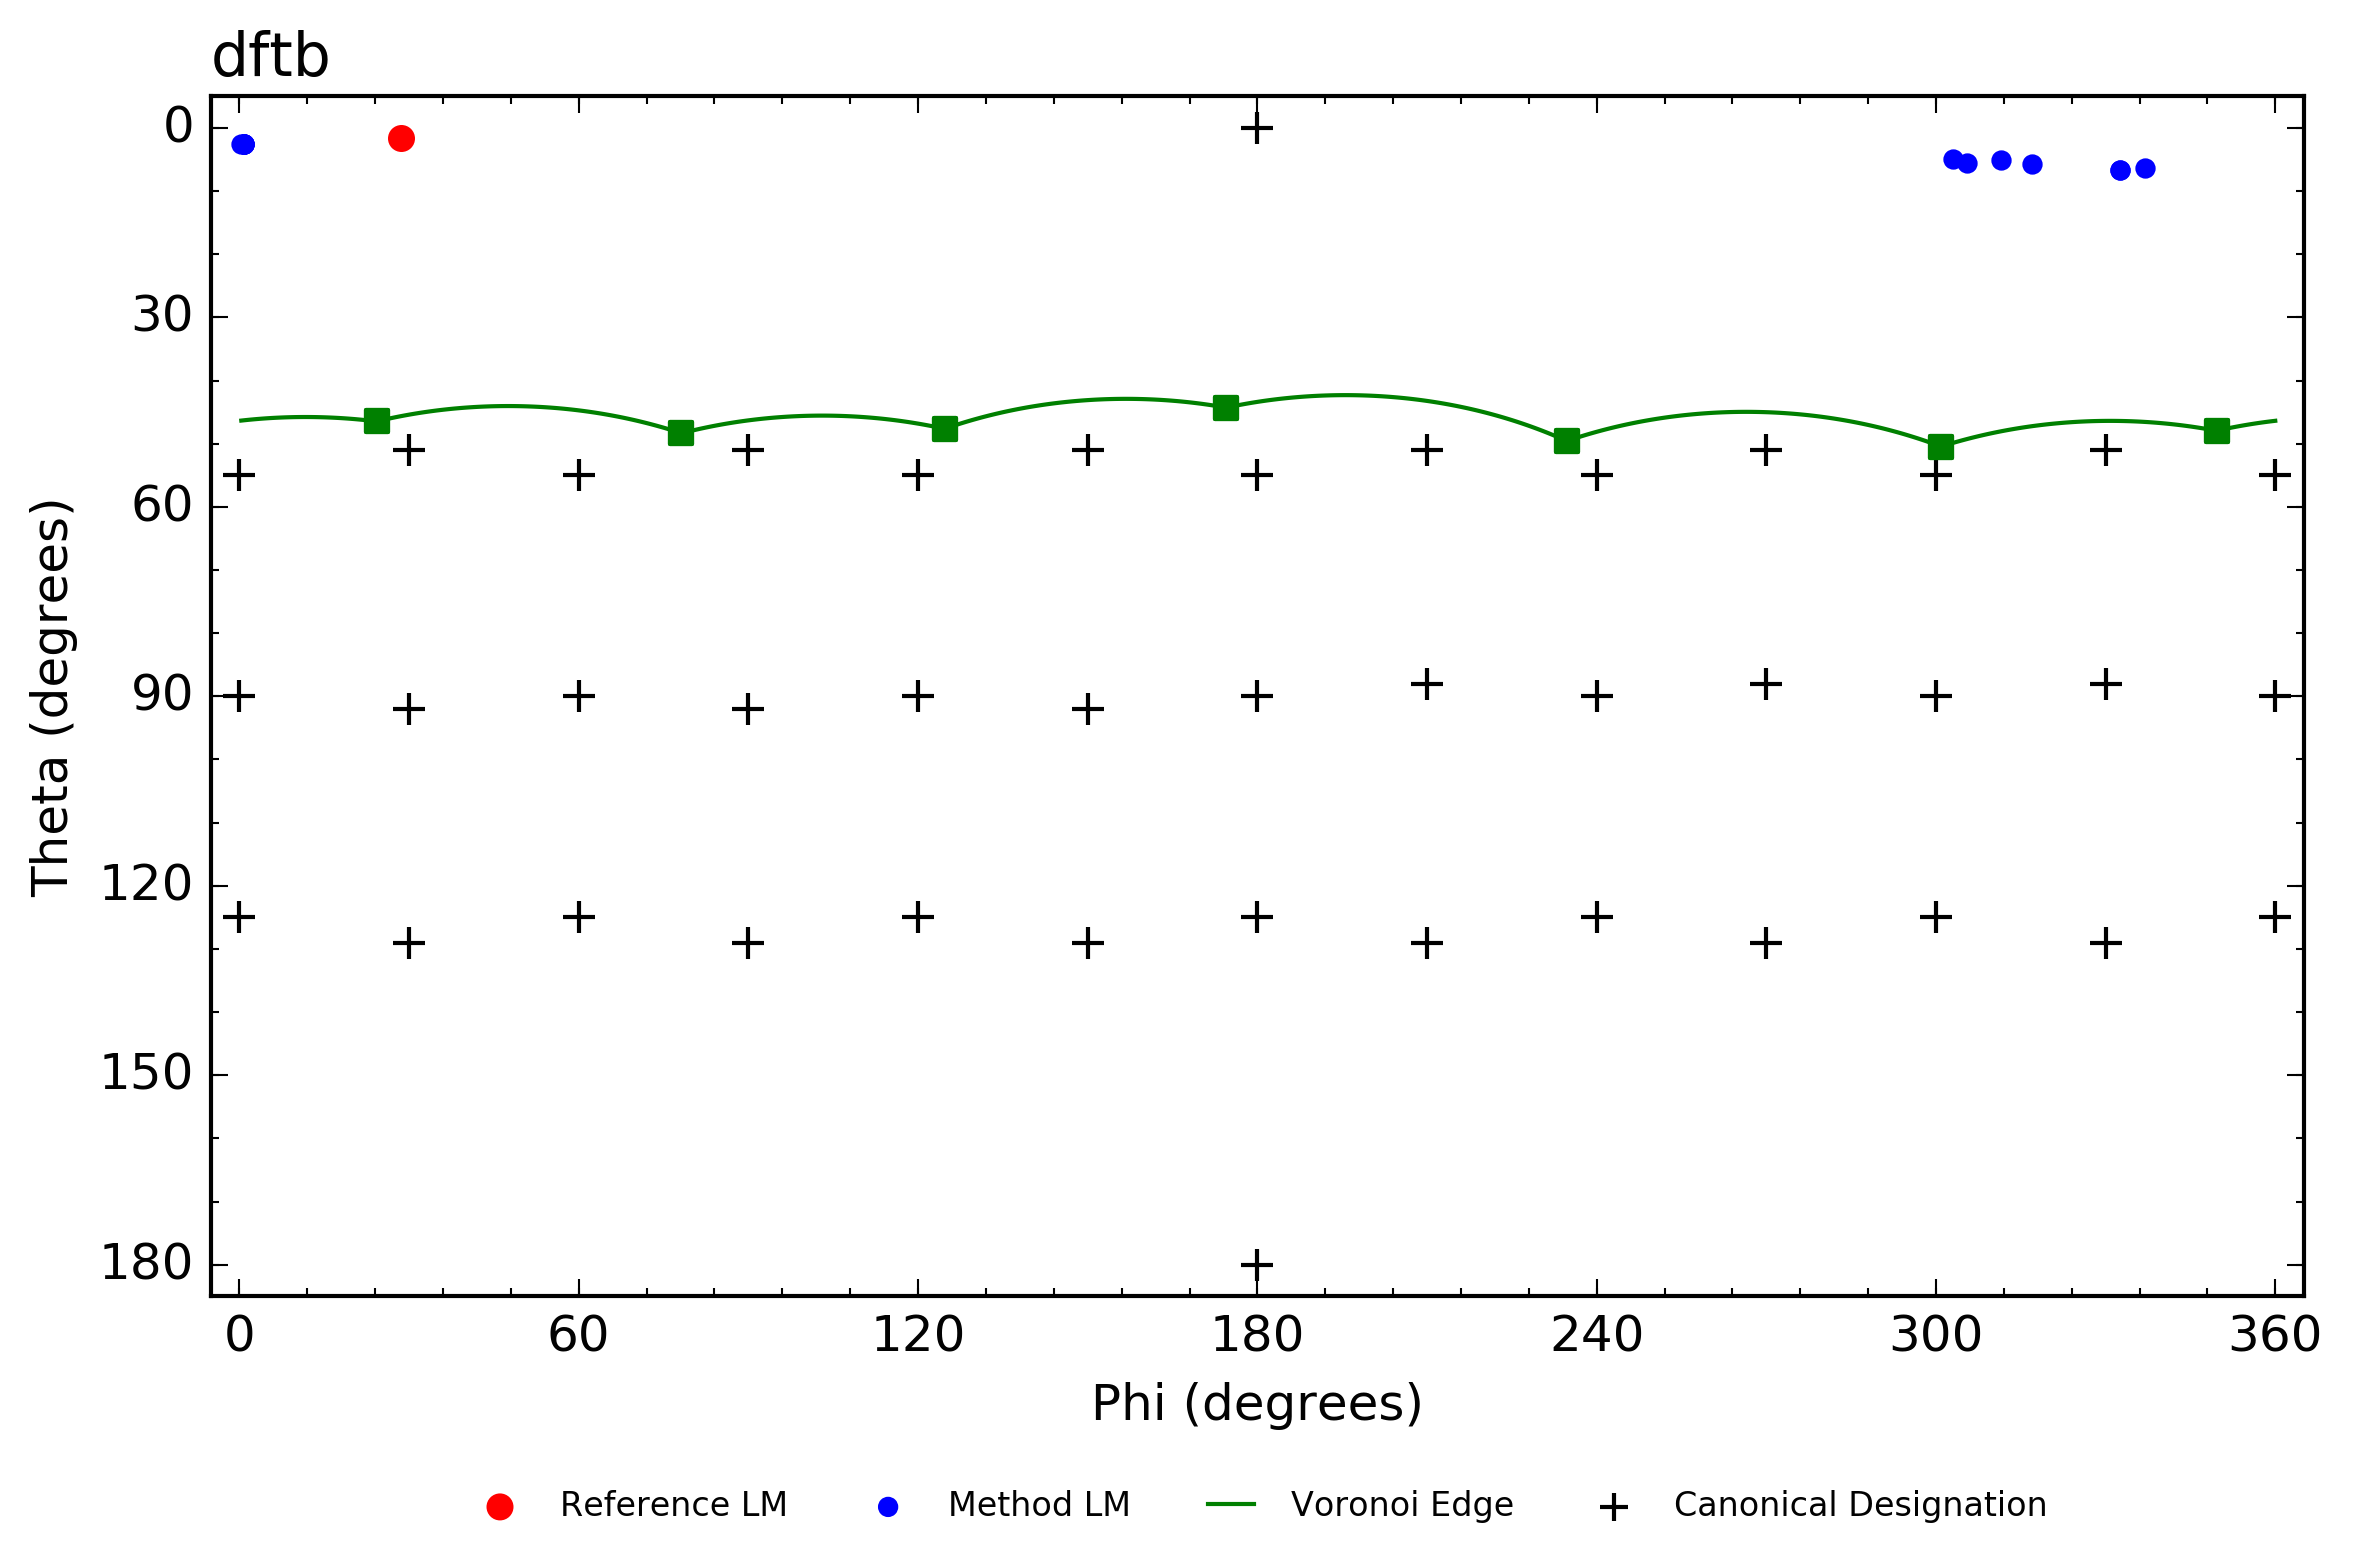 dftb
0
30
60
90
120
150
180
Theta (degrees)
0 60 120 180 240 300 360
Phi (degrees)
Reference LM Method LM Voronoi Edge Canonical Designation